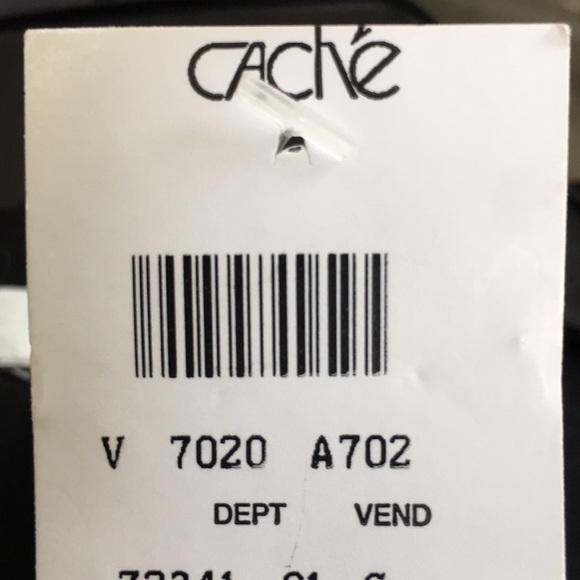 Caché
V 7020 A702
DEPT VEND